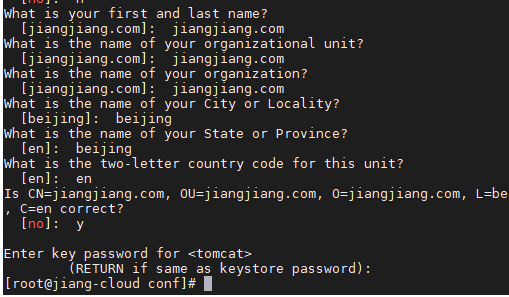 [no]: n
What is your first and last name?
[jiangjiang.com]: jiangjiang.com
What is the name of your organizational unit?
[jiangjiang.com]: jiangjiang.com
What is the name of your organization?
[jiangjiang.com]: jiangjiang.com
What is the name of your City or Locality?
[beijing]: beijing
What is the name of your State or Province?
[en]: beijing
What is the two-letter country code for this unit?
[en]: en
Is CN=jiangjiang.com, OU=jiangjiang.com, O=jiangjiang.com, L=be
, C=en correct?
[no]: y
Enter key password for <tomcat>
(RETURN if same as keystore password):
[root@jiang-cloud conf]#